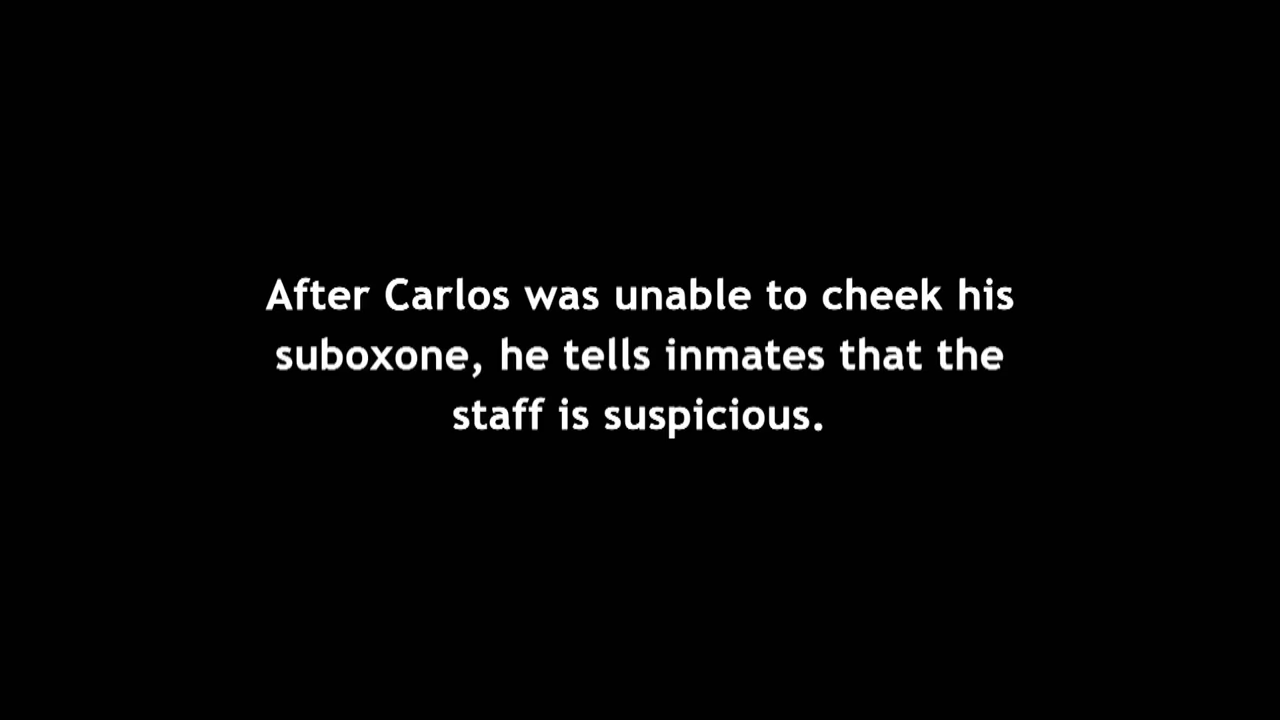 After Carlos was unable to cheek his
suboxone, he tells inmates that the
staff is suspicious.